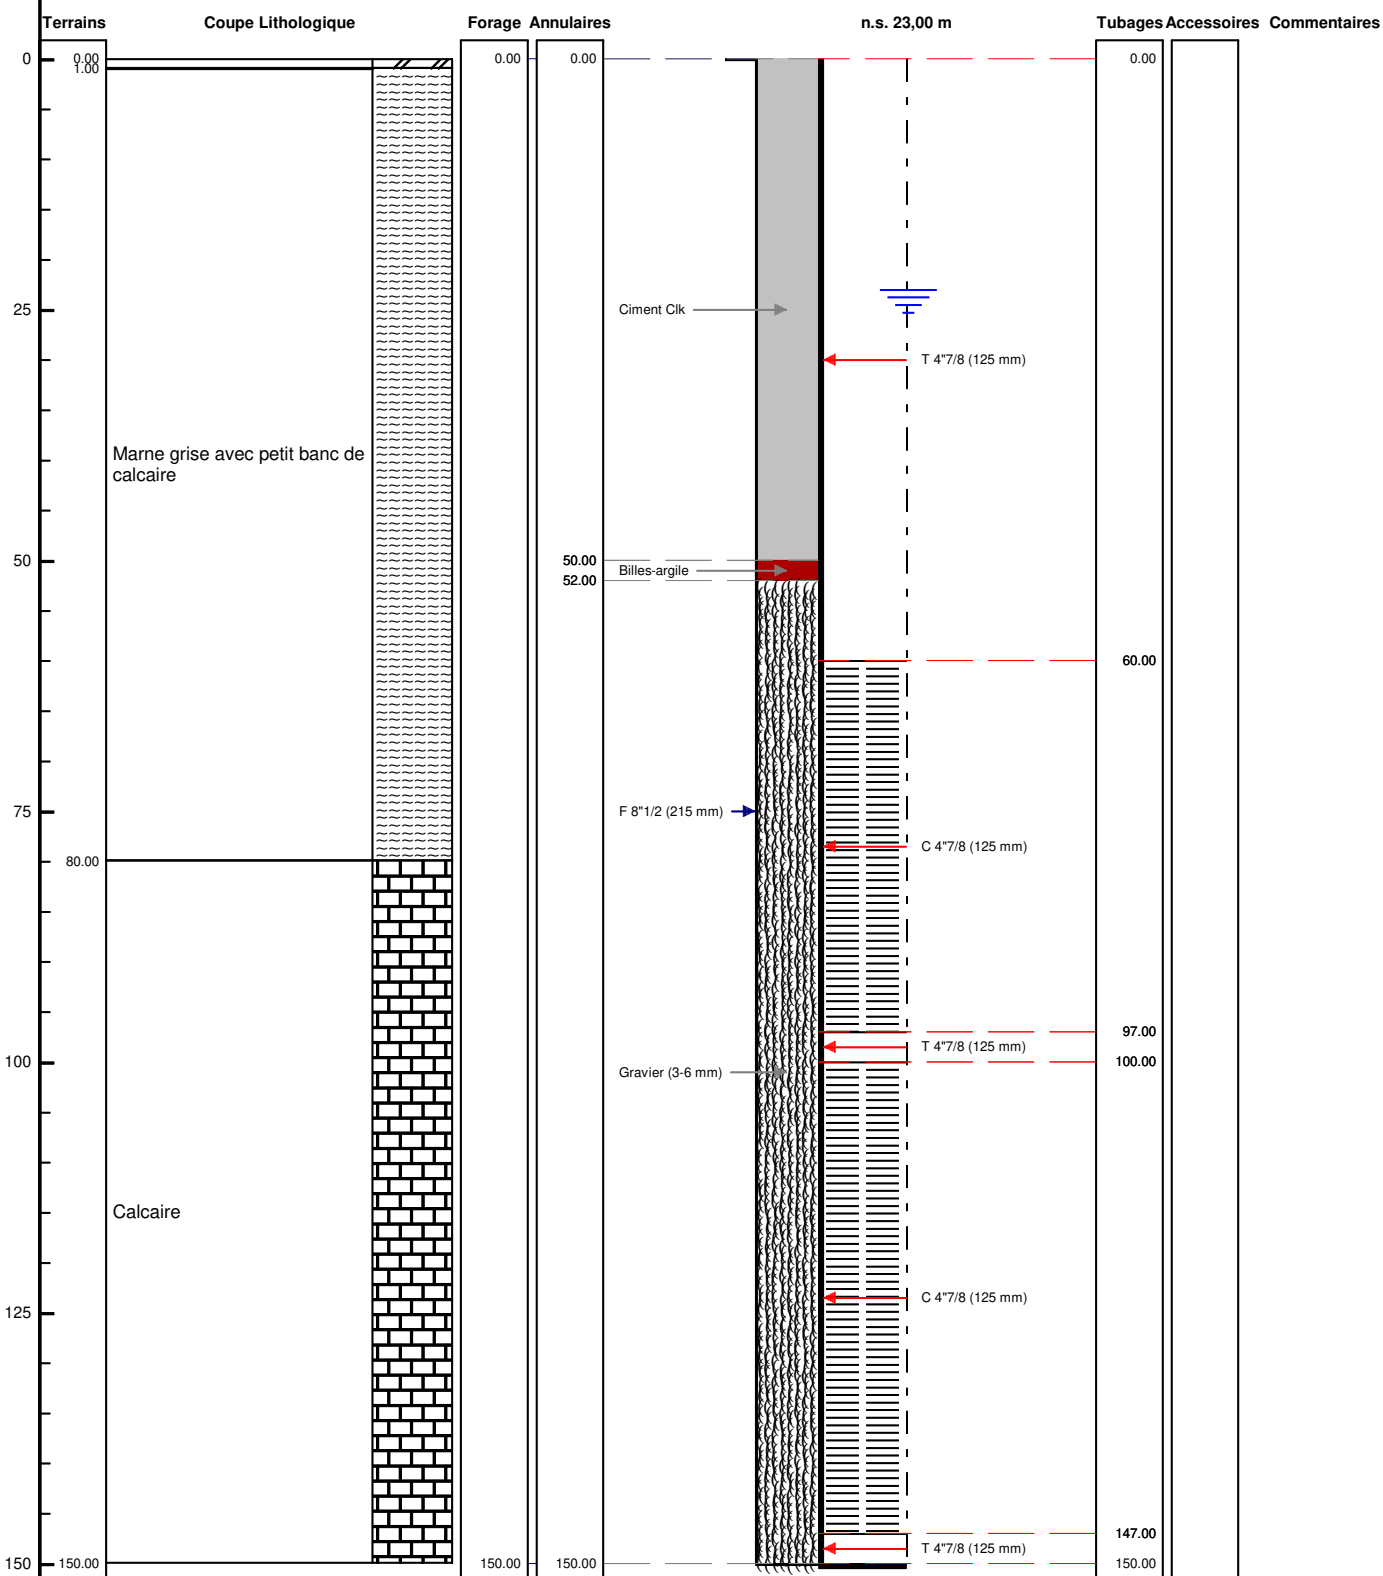 Terrains Coupe Lithologique Forage Annulaires n.s. 23,00 m Tubages Accessoires Commentaires
0 0.00 0.00 0.00 0.00
1.00
25 Ciment Clk
T 4"7/8 (125 mm)
Marne grise avec petit banc de
calcaire
50 50.00
Billes-argile
52.00
60.00
75 F 8"1/2 (215 mm)
C 4"7/8 (125 mm)
80.00
97.00
T 4"7/8 (125 mm)
100 100.00
Gravier (3-6 mm)
Calcaire
C 4"7/8 (125 mm)
125
147.00
T 4"7/8 (125 mm)
150 150.00 150.00 150.00 150.00